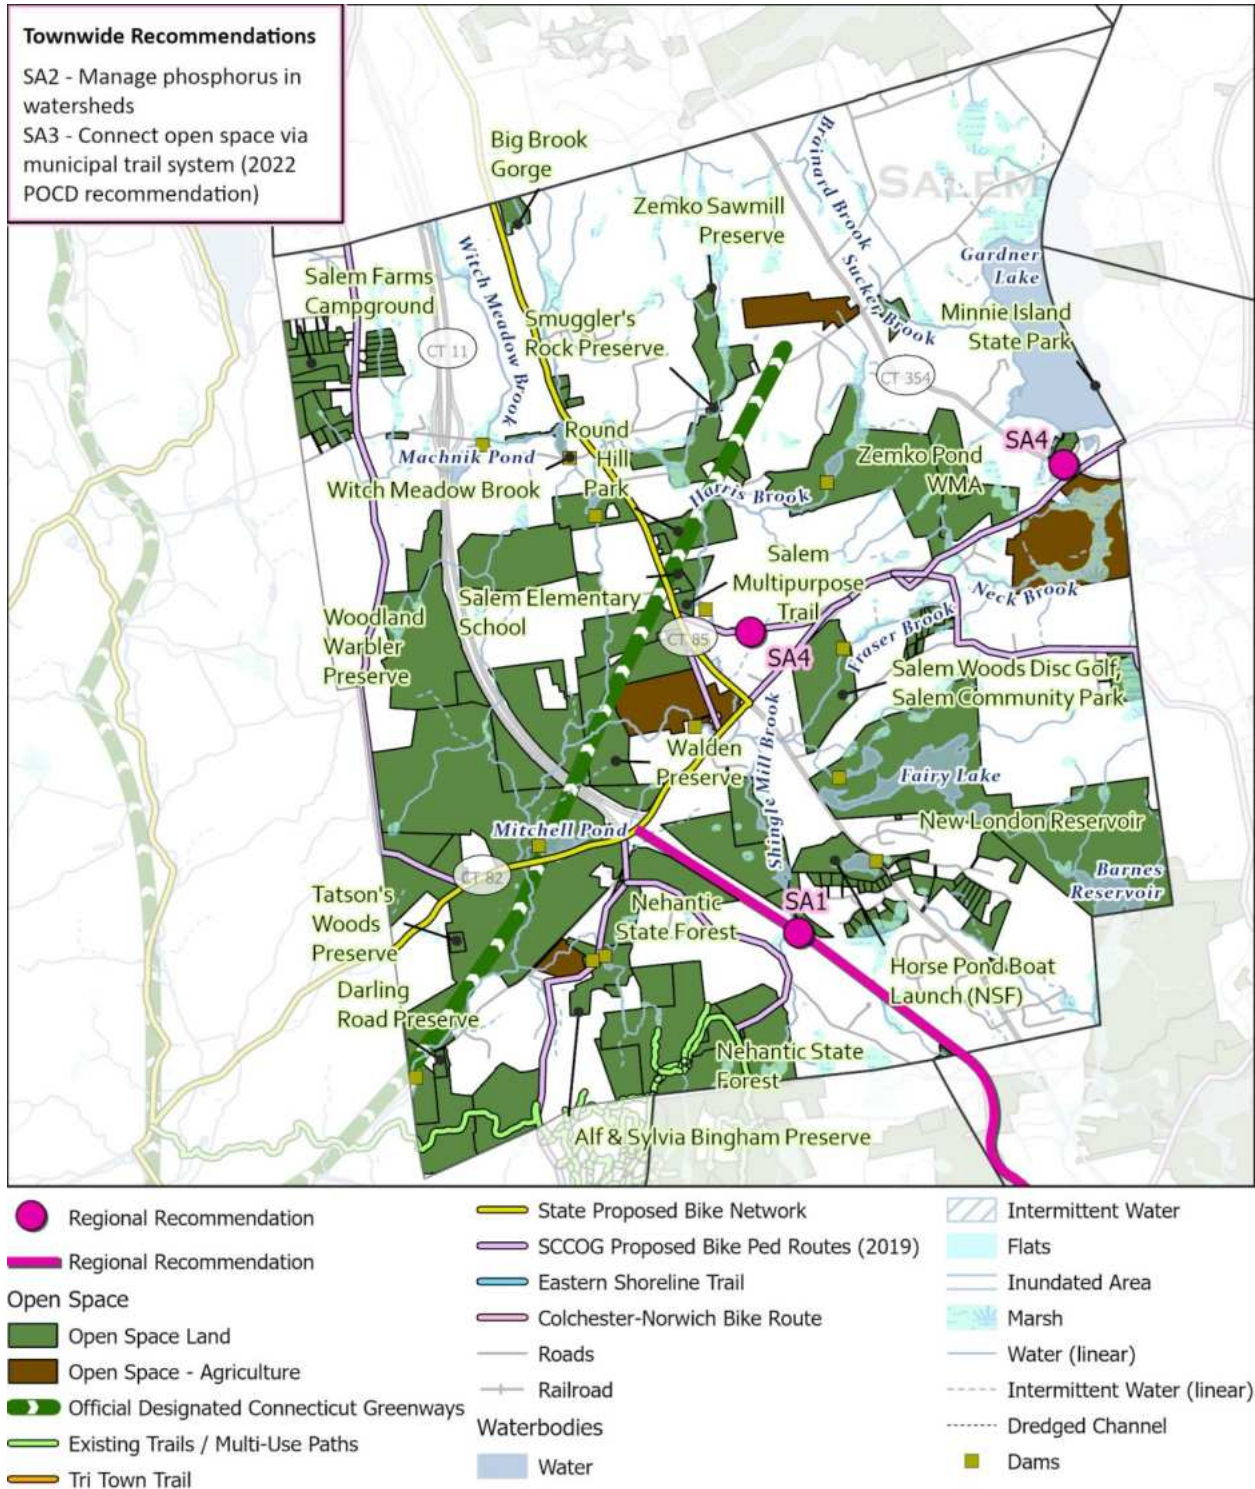 Townwide Recommendations
SA2 - Manage phosphorus in
watersheds
SA3 - Connect open space via
municipal trail system (2022
POCD recommendation)
Big Brook
Gorge
Brainard Brook
SALEM
Zemko Sawmill
Preserve
Witch Meadow Brook
Sucker Brook
Gardner
Lake
Salem Farms
Campground
Minnie Island
State Park
Smuggler's
Rock Preserve
CT 11
CT 354
Round
Hill
Park
SA4
Machnik Pond
Zemko Pond
WMA
Witch Meadow Brook
Harris Brook
Salem
Multipurpose
Trail
Salem Elementary
School
Neck Brook
Woodland
Warbler
Preserve
CT 85
SA4
Fraser Brook
Salem Woods Disc Golf,
Salem Community Park
Shingle Mill Brook
Walden
Preserve
Fairy Lake
Mitchell Pond
New London Reservoir
CT 82
Barnes
Reservoir
Tatson's
Woods
Preserve
SA1
Nehantic
State Forest
Horse Pond Boat
Launch (NSF)
Darling
Road Preserve
Nehantic State
Forest
Alf & Sylvia Bingham Preserve
Regional Recommendation
Regional Recommendation
Open Space
Open Space Land
Open Space - Agriculture
Official Designated Connecticut Greenways
Existing Trails / Multi-Use Paths
Tri Town Trail
State Proposed Bike Network
SCCOG Proposed Bike Ped Routes (2019)
Eastern Shoreline Trail
Colchester-Norwich Bike Route
Roads
Railroad
Waterbodies
Water
Intermittent Water
Flats
Inundated Area
Marsh
Water (linear)
Intermittent Water (linear)
Dredged Channel
Dams